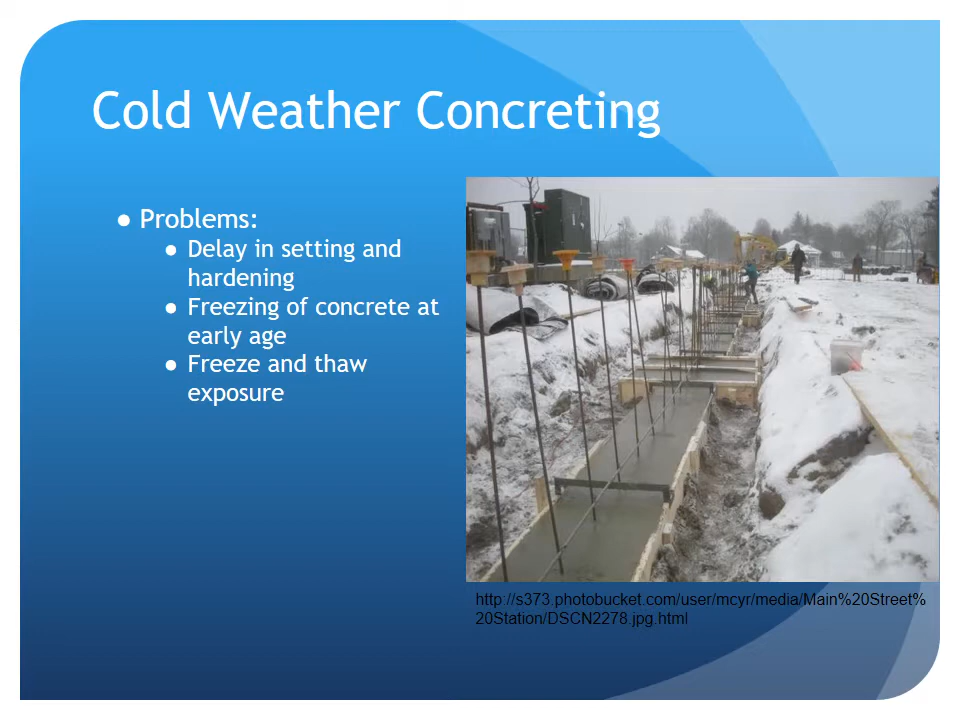 Cold Weather Concreting
● Problems:
● Delay in setting and
hardening
● Freezing of concrete at
early age
● Freeze and thaw
exposure
http://s373.photobucket.com/user/mcyr/media/Main%20Street%
20Station/DSCN2278.jpg.html